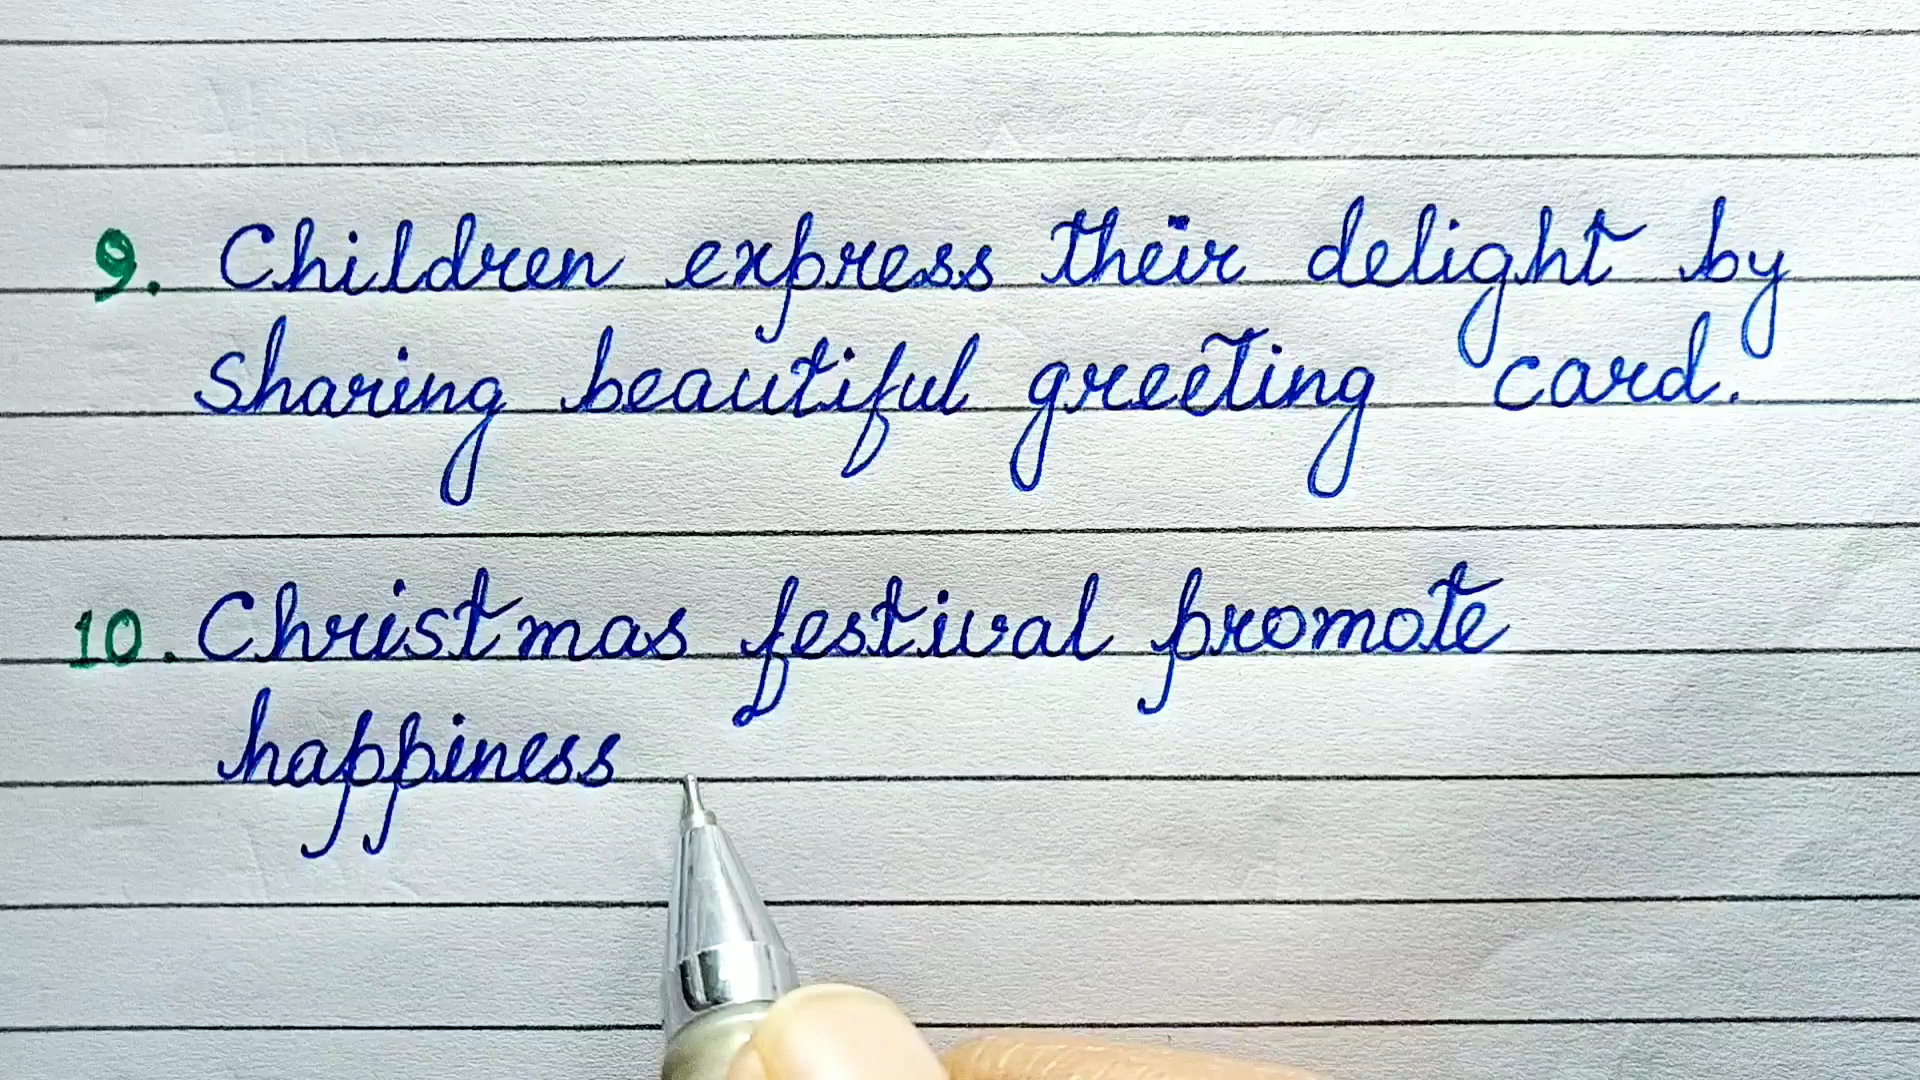 9. Children express their delight by
sharing beautiful greeting card.
10. Christmas festival promote
happiness